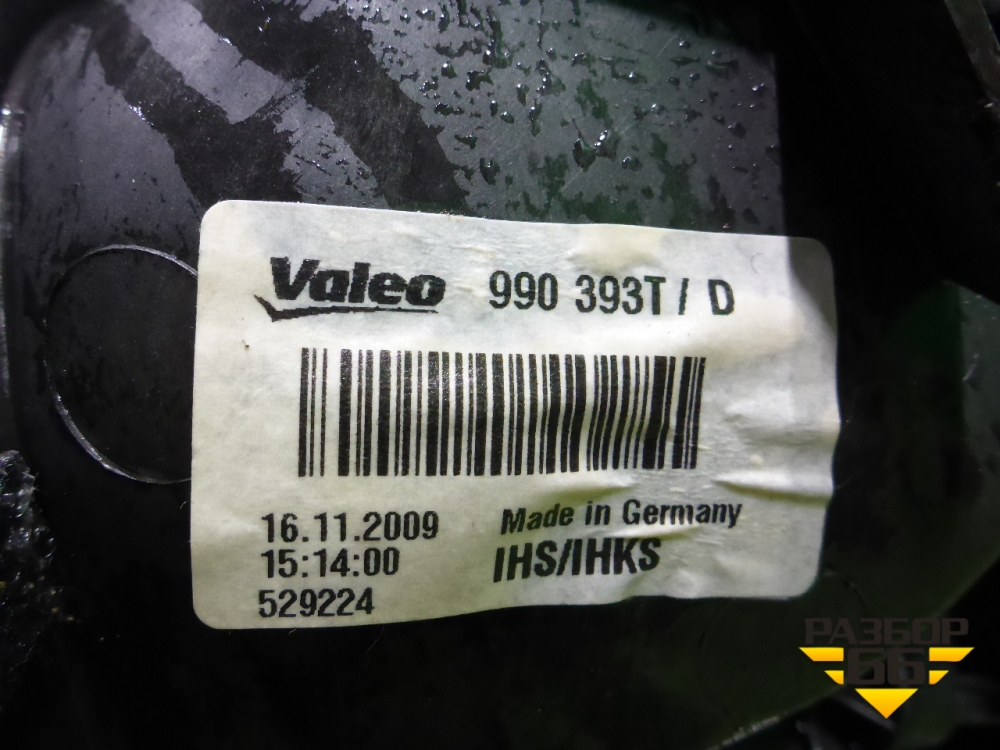 Valeo 990 393T / D
16.11.2009
15:14:00
529224
Made in Germany
IHS/IHKS
РАЗБОР
66